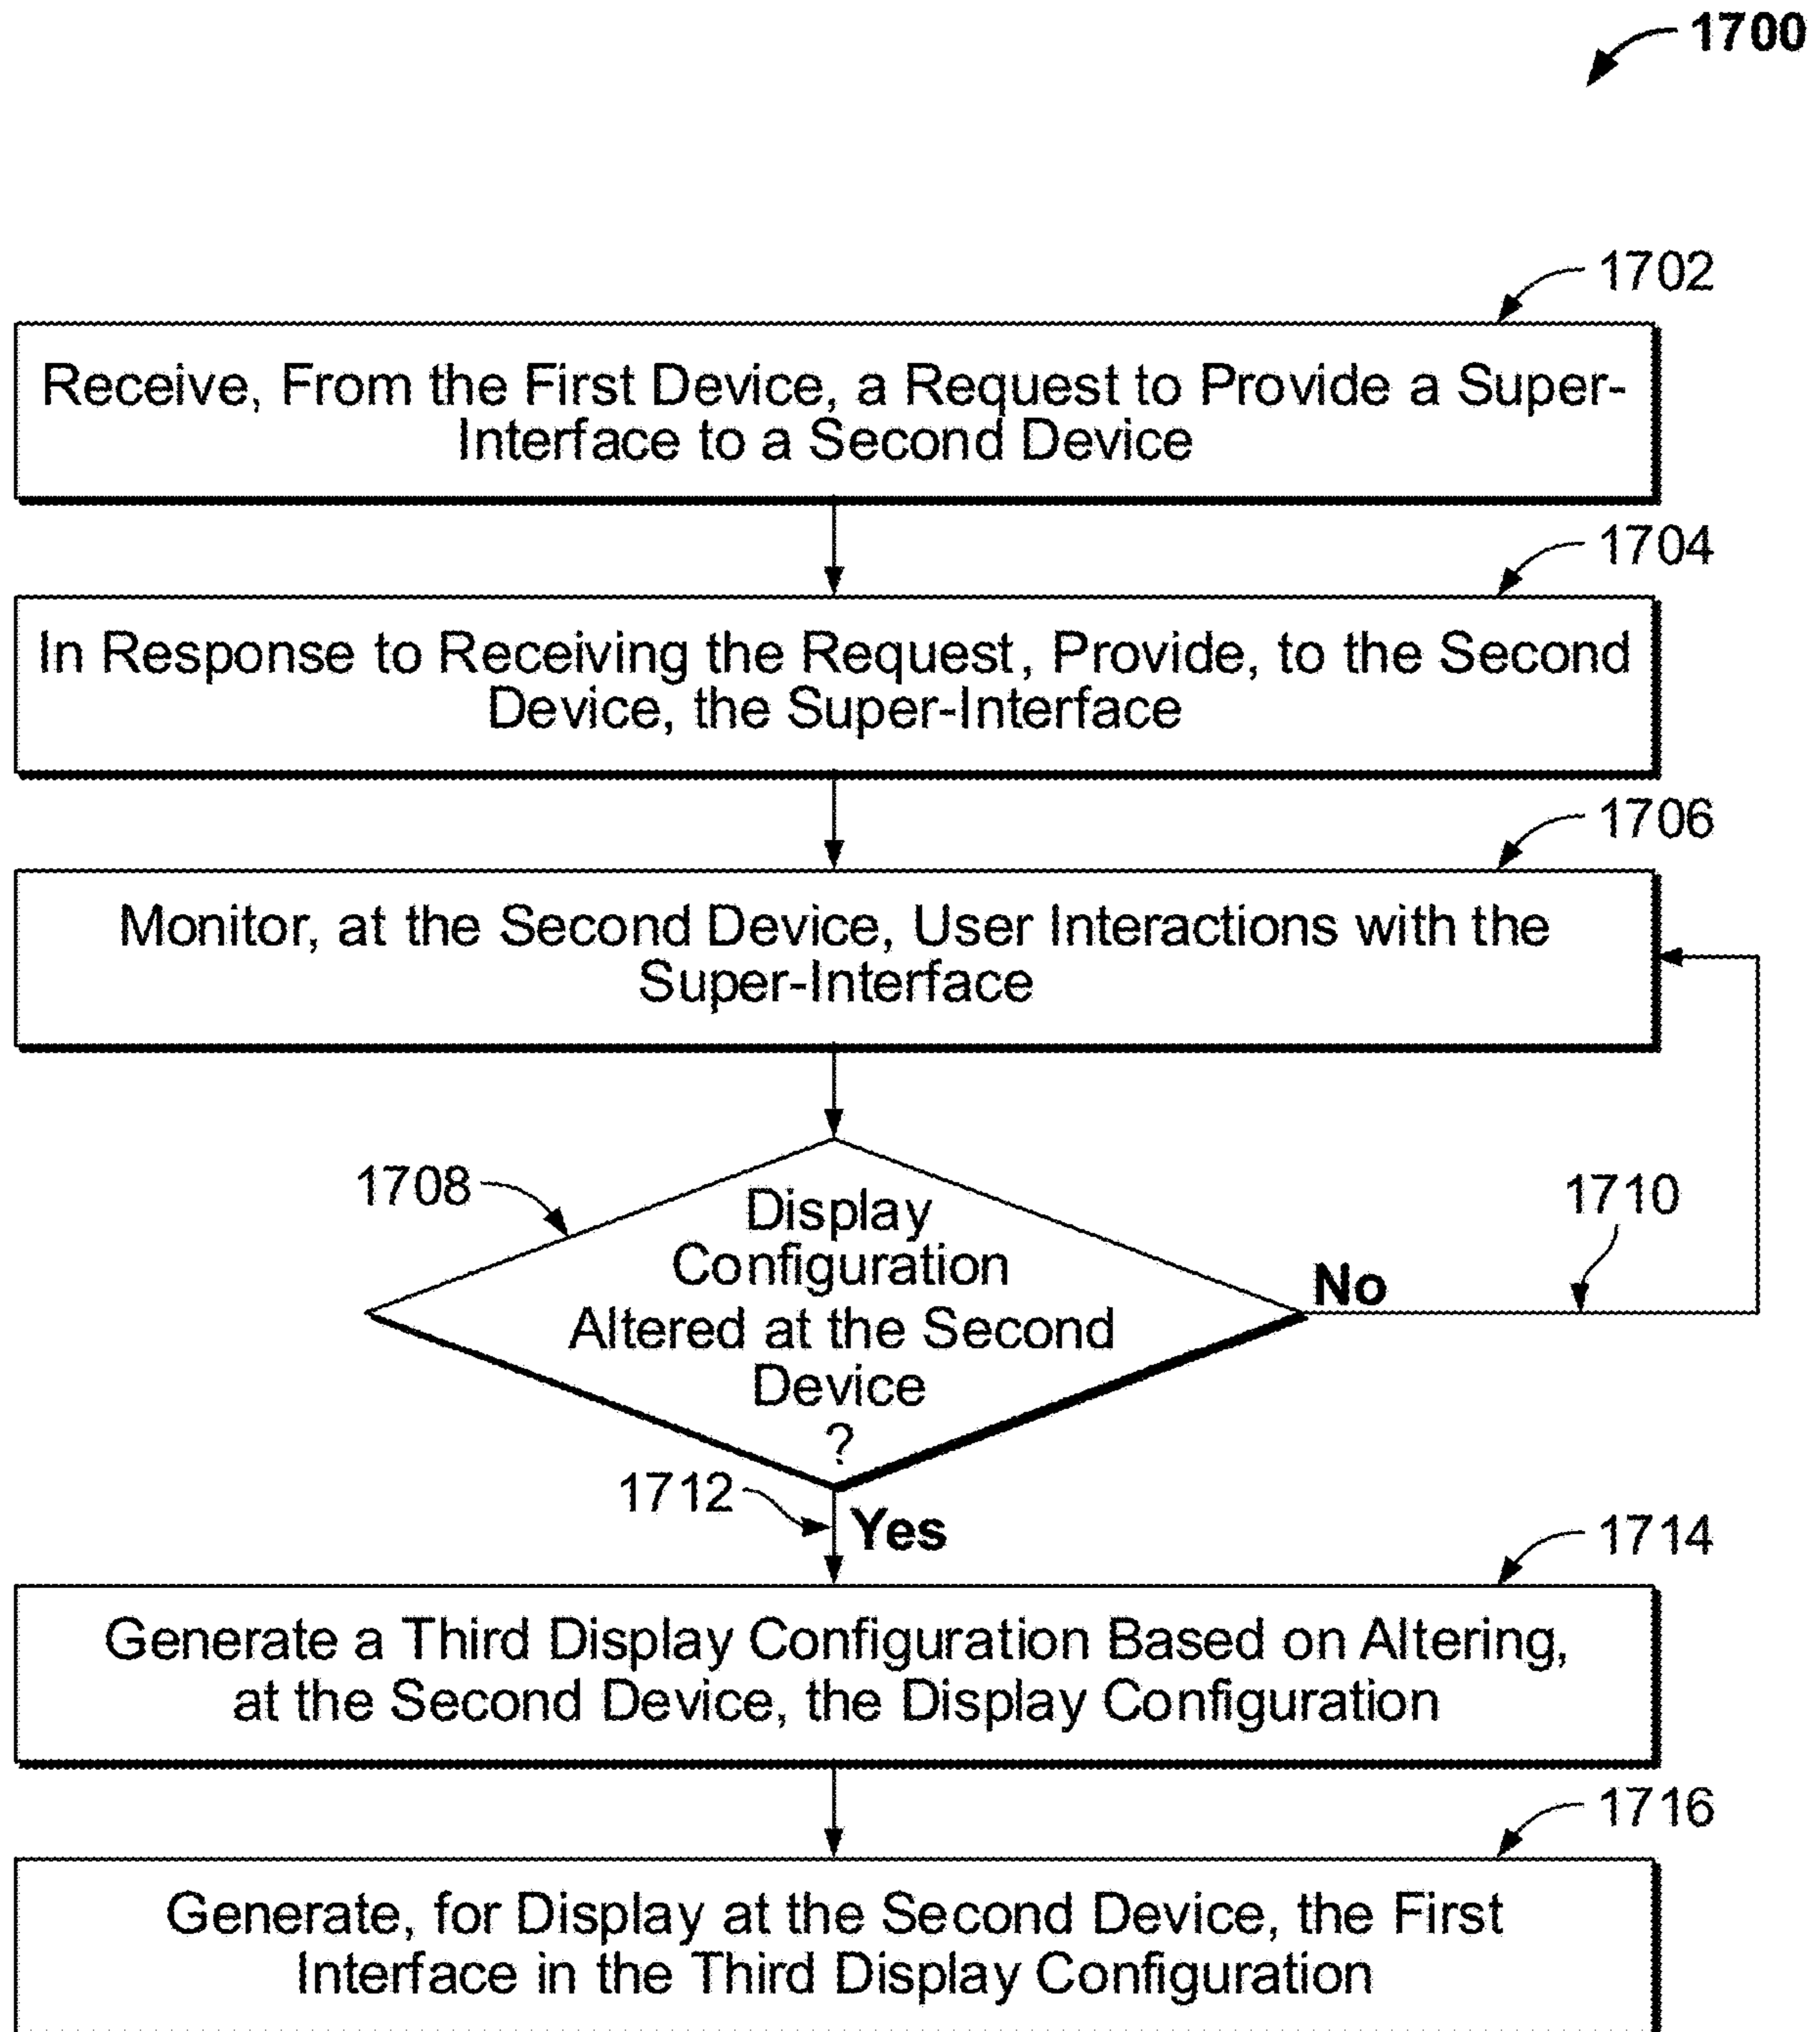 1700
1702
Receive, From the First Device, a Request to Provide a Super-
Interface to a Second Device
1704
In Response to Receiving the Request, Provide, to the Second
Device, the Super-Interface
1706
Monitor, at the Second Device, User Interactions with the
Super-Interface
1708
Display
Configuration
Altered at the Second
Device
?
1710
No
1712
Yes
1714
Generate a Third Display Configuration Based on Altering,
at the Second Device, the Display Configuration
1716
Generate, for Display at the Second Device, the First
Interface in the Third Display Configuration